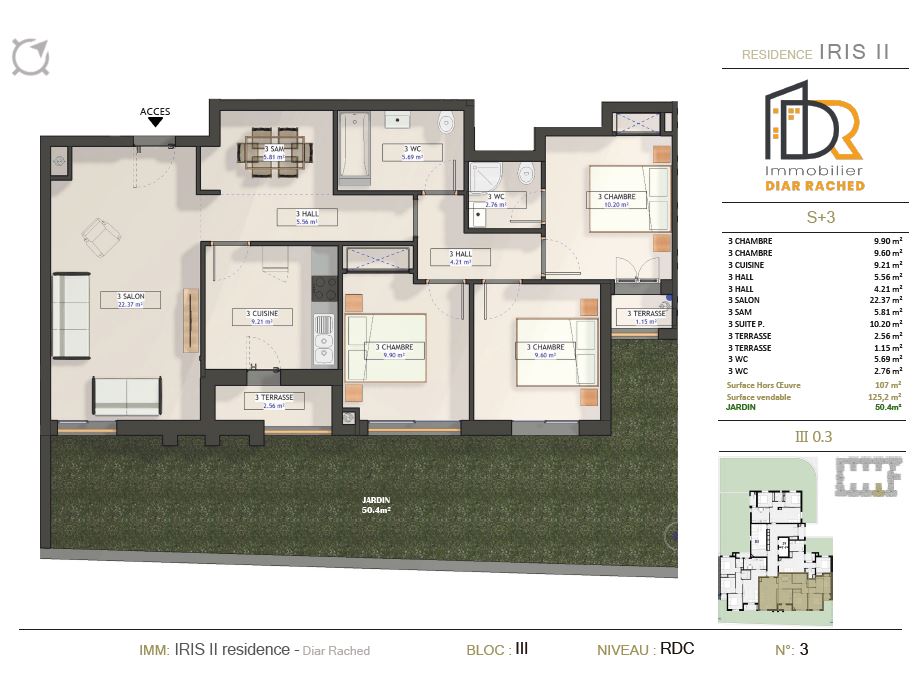 RESIDENCE IRIS II
Immobilier
DIAR RACHED
S+3
3 CHAMBRE 9.90 m²
3 CHAMBRE 9.60 m²
3 CUISINE 9.21 m²
3 HALL 5.56 m²
3 HALL 4.21 m²
3 SALON 22.37 m²
3 SAM 5.81 m²
3 SUITE P. 10.20 m²
3 TERRASSE 2.56 m²
3 TERRASSE 1.15 m²
3 WC 5.69 m²
3 WC 2.76 m²
Surface Hors Œuvre 107 m²
Surface vendable 125,2 m²
JARDIN 50.4m²
III 0.3
ACCES
3 SAM
5.81 m²
3 WC
5.69 m²
3 WC
2.76 m²
3 CHAMBRE
10.20 m²
3 HALL
5.56 m²
3 HALL
4.21 m²
3 SALON
22.37 m²
3 CUISINE
9.21 m²
3 CHAMBRE
9.90 m²
3 CHAMBRE
9.60 m²
3 TERRASSE
1.15 m²
3 TERRASSE
2.56 m²
JARDIN
50.4m²
IMM: IRIS II residence - Diar Rached BLOC : III NIVEAU : RDC N°: 3